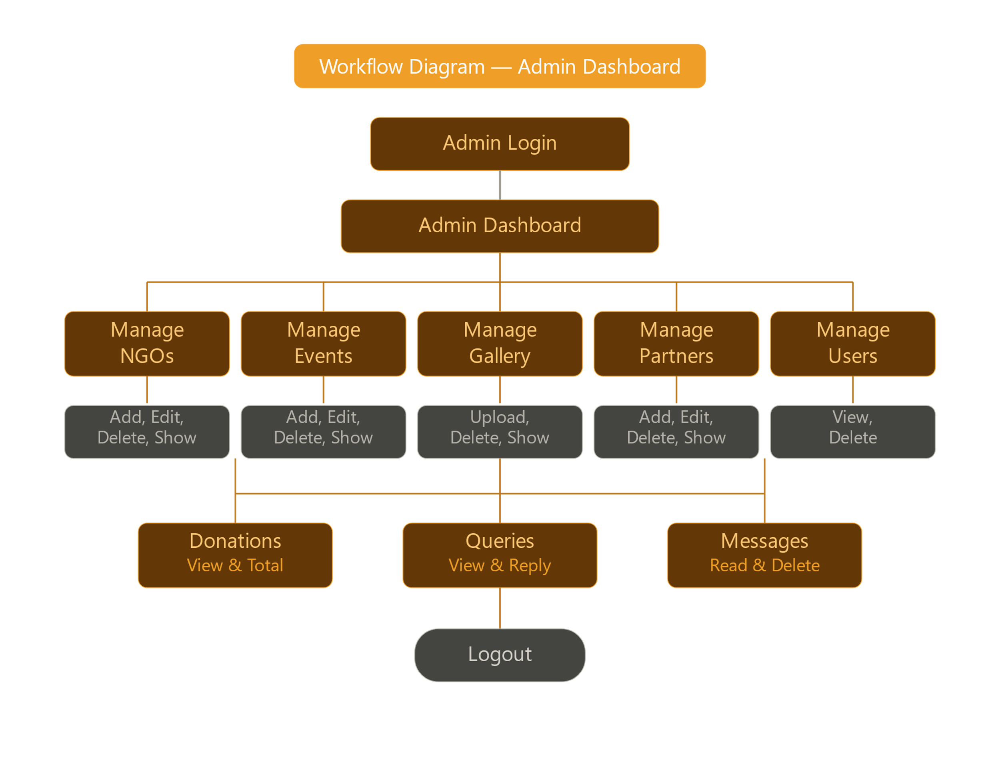 Workflow Diagram — Admin Dashboard
Admin Login
Admin Dashboard
Manage
NGOs
Manage
Events
Manage
Gallery
Manage
Partners
Manage
Users
Add, Edit,
Delete, Show
Add, Edit,
Delete, Show
Upload,
Delete, Show
Add, Edit,
Delete, Show
View,
Delete
Donations
View & Total
Queries
View & Reply
Messages
Read & Delete
Logout